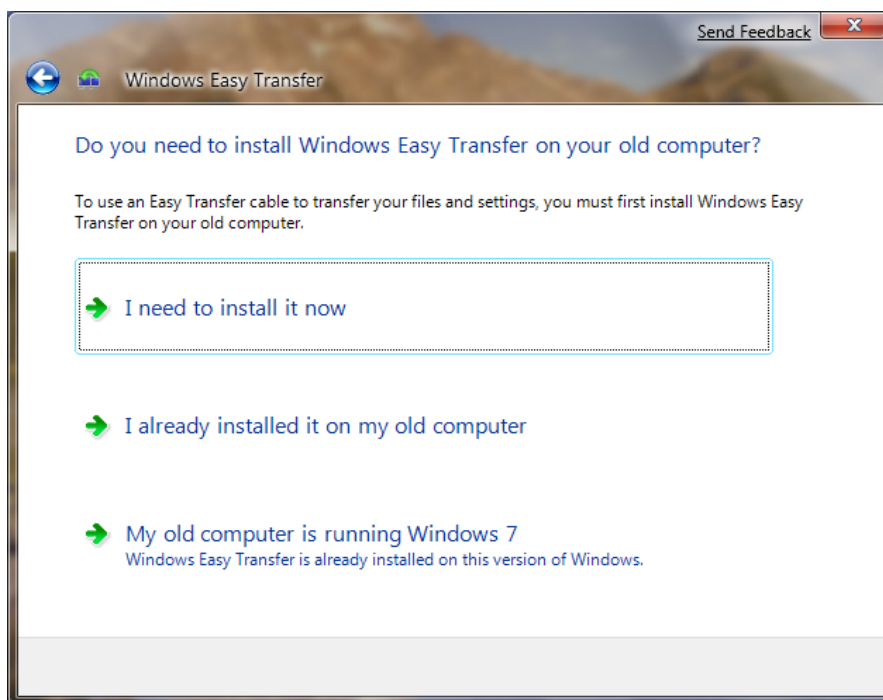 Send Feedback
Windows Easy Transfer
Do you need to install Windows Easy Transfer on your old computer?
To use an Easy Transfer cable to transfer your files and settings, you must first install Windows Easy
Transfer on your old computer.
I need to install it now
I already installed it on my old computer
My old computer is running Windows 7
Windows Easy Transfer is already installed on this version of Windows.